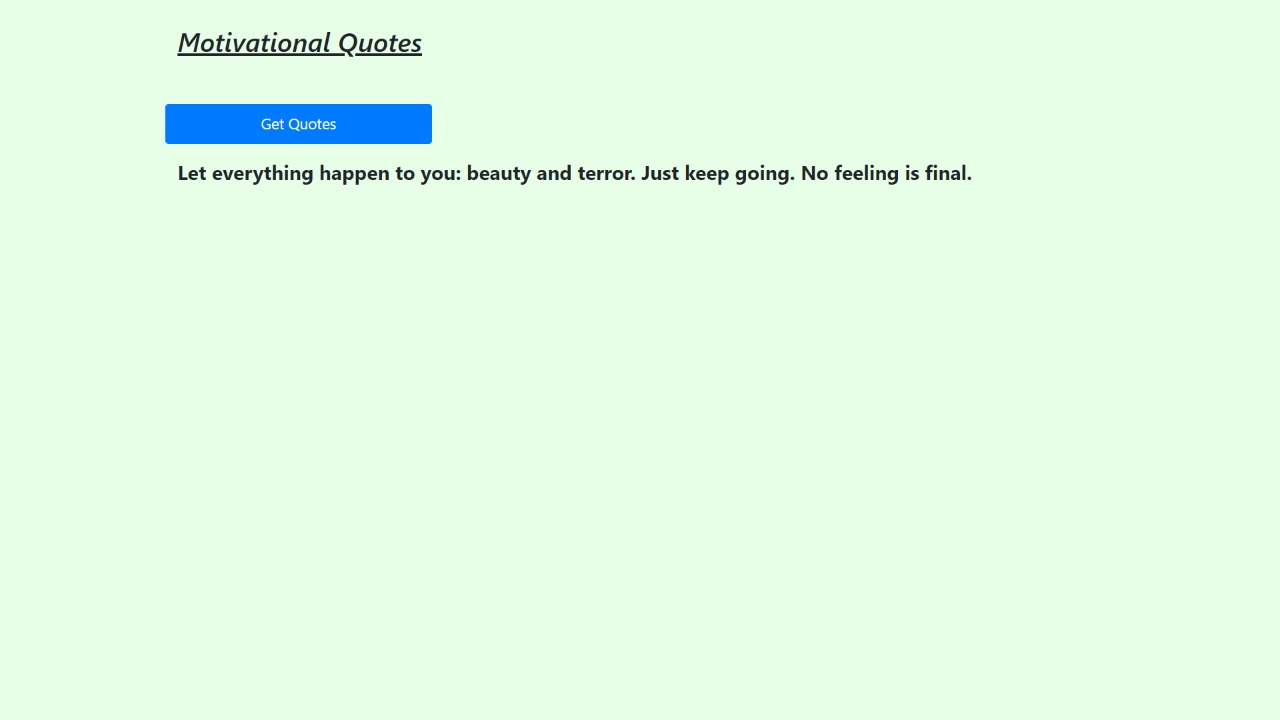 Motivational Quotes
Get Quotes
Let everything happen to you: beauty and terror. Just keep going. No feeling is final.